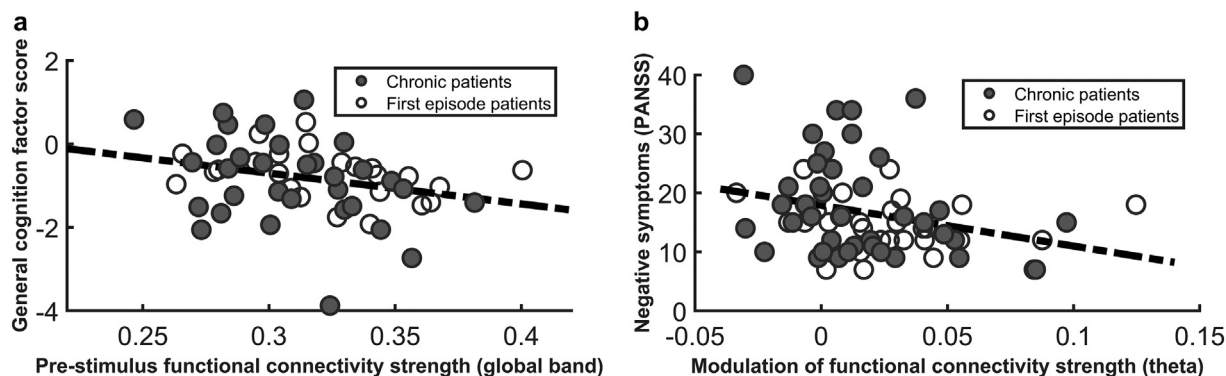 a
General cognition factor score
2
0
-2
-4
Chronic patients
First episode patients
0.25
0.3
0.35
0.4
Pre-stimulus functional connectivity strength (global band)
b
Negative symptoms (PANSS)
40
30
20
10
0
Chronic patients
First episode patients
-0.05
0
0.05
0.1
0.15
Modulation of functional connectivity strength (theta)